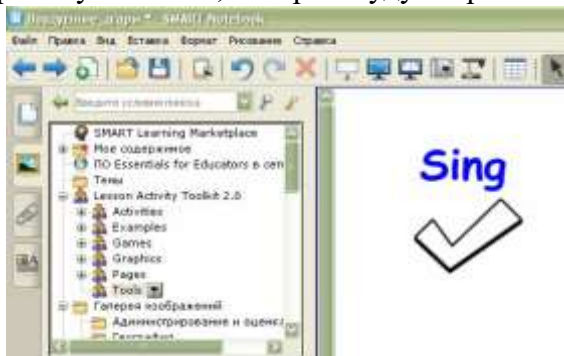 SMART Notebook
Файл Правка Вид Вставка Формат Рисование Справка
SMART Learning Marketplace
Мое содержимое
ПО Essentials for Educators в сети
Темы
Lesson Activity Toolkit 2.0
Activities
Examples
Games
Graphics
Pages
Tools
Галерея изображений
Администрирование и оценка
География
Sing